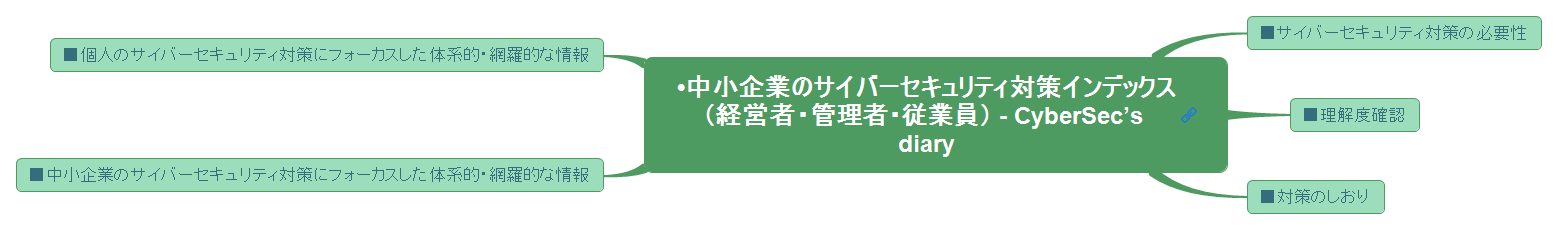 ■個人のサイバーセキュリティ対策にフォーカスした体系的・網羅的な情報
■中小企業のサイバーセキュリティ対策にフォーカスした体系的・網羅的な情報
•中小企業のサイバーセキュリティ対策インデックス
（経営者・管理者・従業員） - CyberSec’s
diary
■サイバーセキュリティ対策の必要性
■理解度確認
■対策のしおり